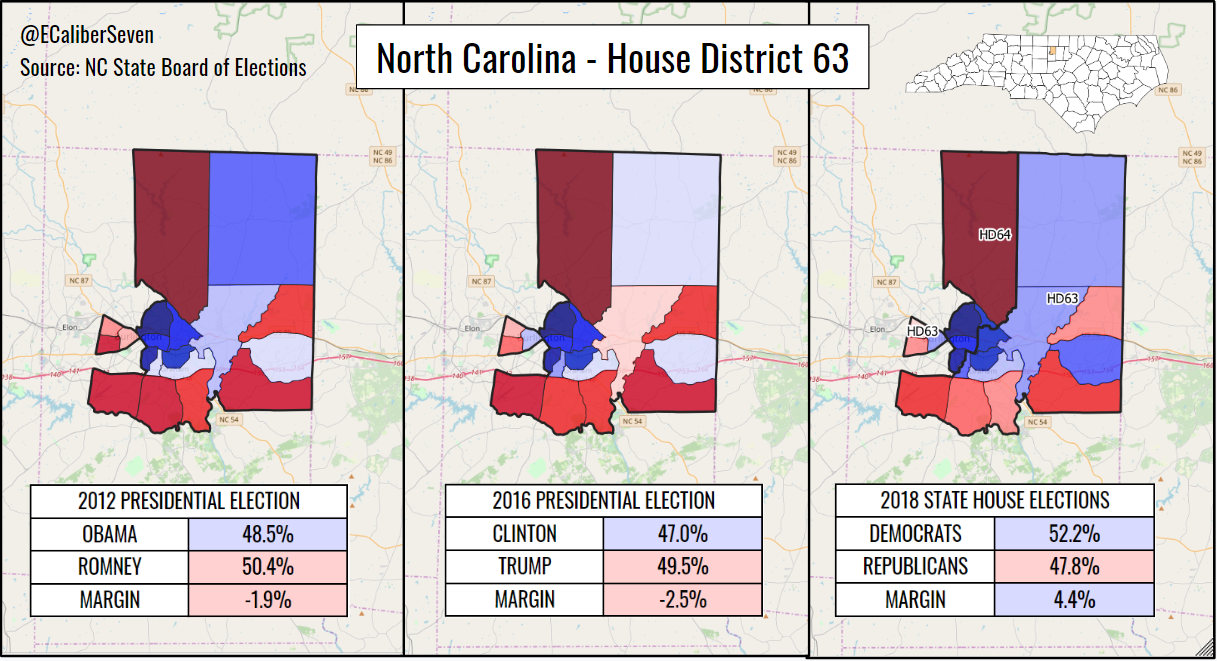 @ECaliberSeven
Source: NC State Board of Elections
North Carolina - House District 63
NC 86
NC 49
NC 86
NC 49
NC 86
NC 49
NC 86
NC 87
NC 87
NC 87
HD64
HD63
HD63
Elon
Elon
Elon
NC 54
NC 54
NC 54
2012 PRESIDENTIAL ELECTION
OBAMA 48.5%
ROMNEY 50.4%
MARGIN -1.9%
2016 PRESIDENTIAL ELECTION
CLINTON 47.0%
TRUMP 49.5%
MARGIN -2.5%
2018 STATE HOUSE ELECTIONS
DEMOCRATS 52.2%
REPUBLICANS 47.8%
MARGIN 4.4%